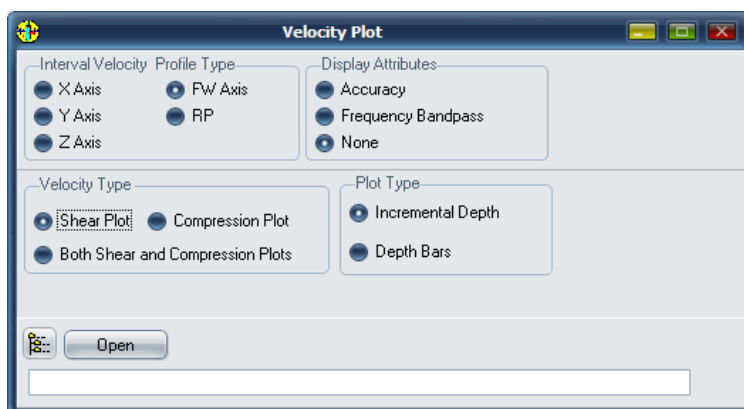 Velocity Plot
Interval Velocity Profile Type
X Axis
FW Axis
Y Axis
RP
Z Axis
Display Attributes
Accuracy
Frequency Bandpass
None
Velocity Type
Shear Plot
Compression Plot
Both Shear and Compression Plots
Plot Type
Incremental Depth
Depth Bars
Open